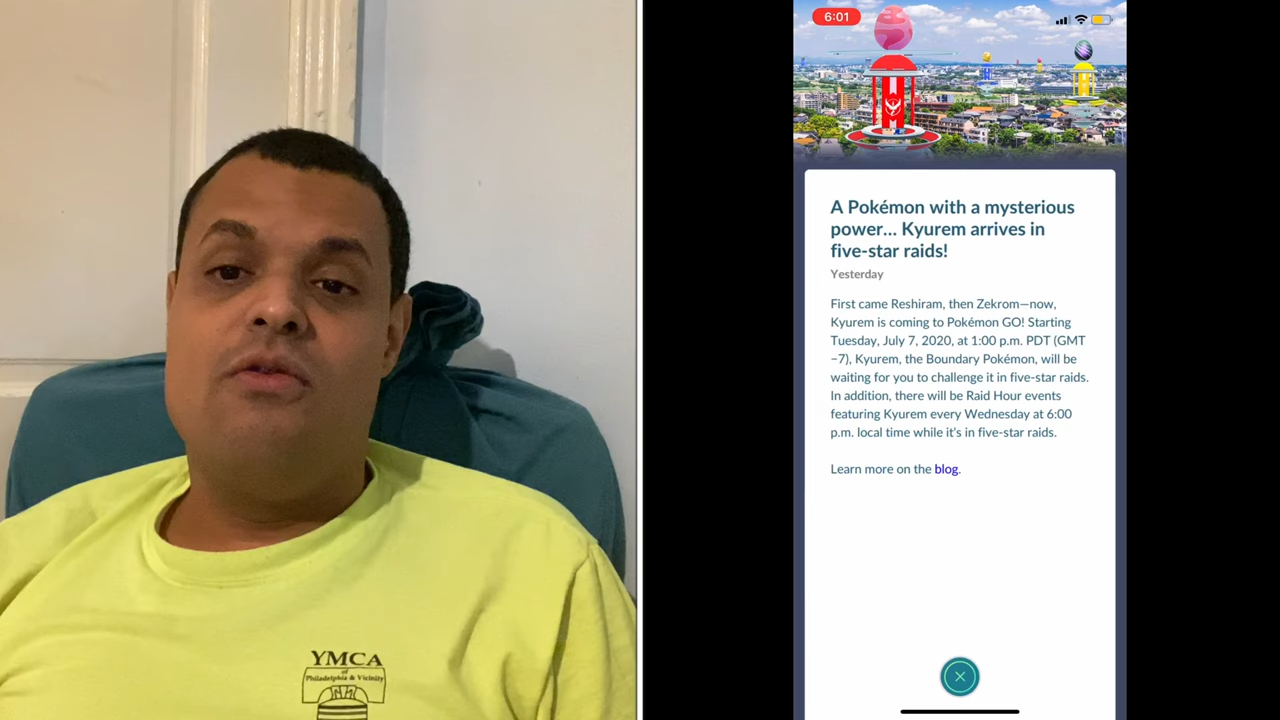 YMCA
of
Philadelphia & Vicinity
6:01
A Pokémon with a mysterious
power... Kyurem arrives in
five-star raids!
Yesterday
First came Reshiram, then Zekrom—now,
Kyurem is coming to Pokémon GO! Starting
Tuesday, July 7, 2020, at 1:00 p.m. PDT (GMT
−7), Kyurem, the Boundary Pokémon, will be
waiting for you to challenge it in five-star raids.
In addition, there will be Raid Hour events
featuring Kyurem every Wednesday at 6:00
p.m. local time while it's in five-star raids.
Learn more on the blog.